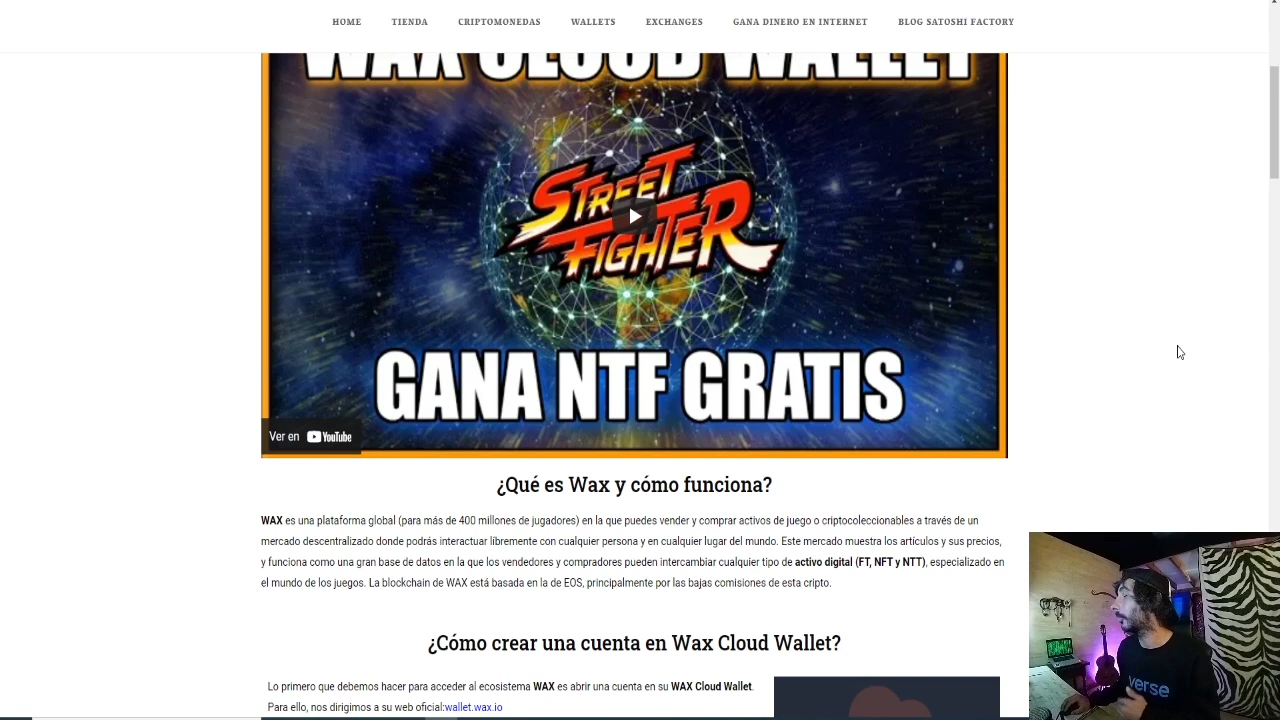 HOME TIENDA CRIPTOMONEDAS WALLETS EXCHANGES GANA DINERO EN INTERNET BLOG SATOSHI FACTORY
WAX CLOUD WALLET
STREET
FIGHTER
GANA NTF GRATIS
Ver en YouTube
¿Qué es Wax y cómo funciona?
WAX es una plataforma global (para más de 400 millones de jugadores) en la que puedes vender y comprar activos de juego o criptocoleccionables a través de un
mercado descentralizado donde podrás interactuar líbremente con cualquier persona y en cualquier lugar del mundo. Este mercado muestra los artículos y sus precios,
y funciona como una gran base de datos en la que los vendedores y compradores pueden intercambiar cualquier tipo de activo digital (FT, NFT y NTT), especializado en
el mundo de los juegos. La blockchain de WAX está basada en la de EOS, principalmente por las bajas comisiones de esta cripto.
¿Cómo crear una cuenta en Wax Cloud Wallet?
Lo primero que debemos hacer para acceder al ecosistema WAX es abrir una cuenta en su WAX Cloud Wallet.
Para ello, nos dirigimos a su web oficial:wallet.wax.io
verse